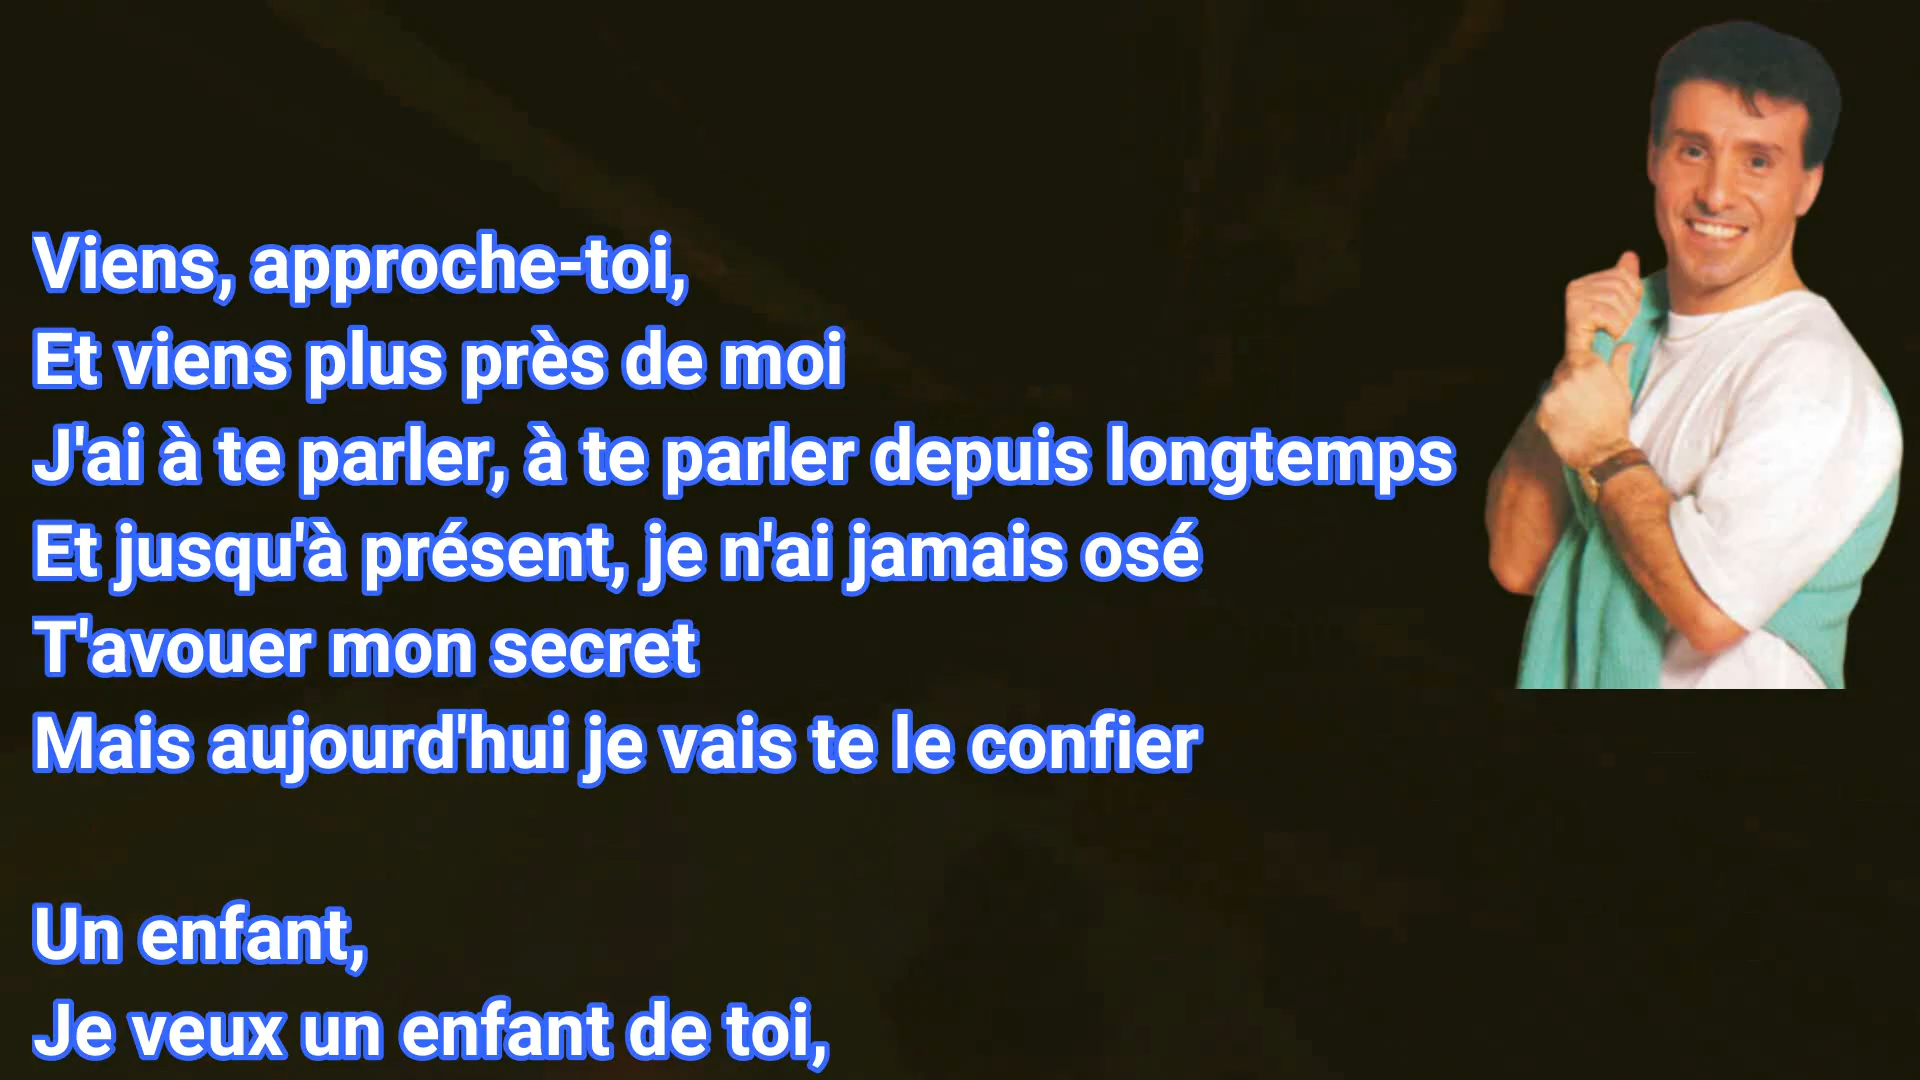 Viens, approche-toi,
Et viens plus près de moi
J'ai à te parler, à te parler depuis longtemps
Et jusqu'à présent, je n'ai jamais osé
T'avouer mon secret
Mais aujourd'hui je vais te le confier
Un enfant,
Je veux un enfant de toi,